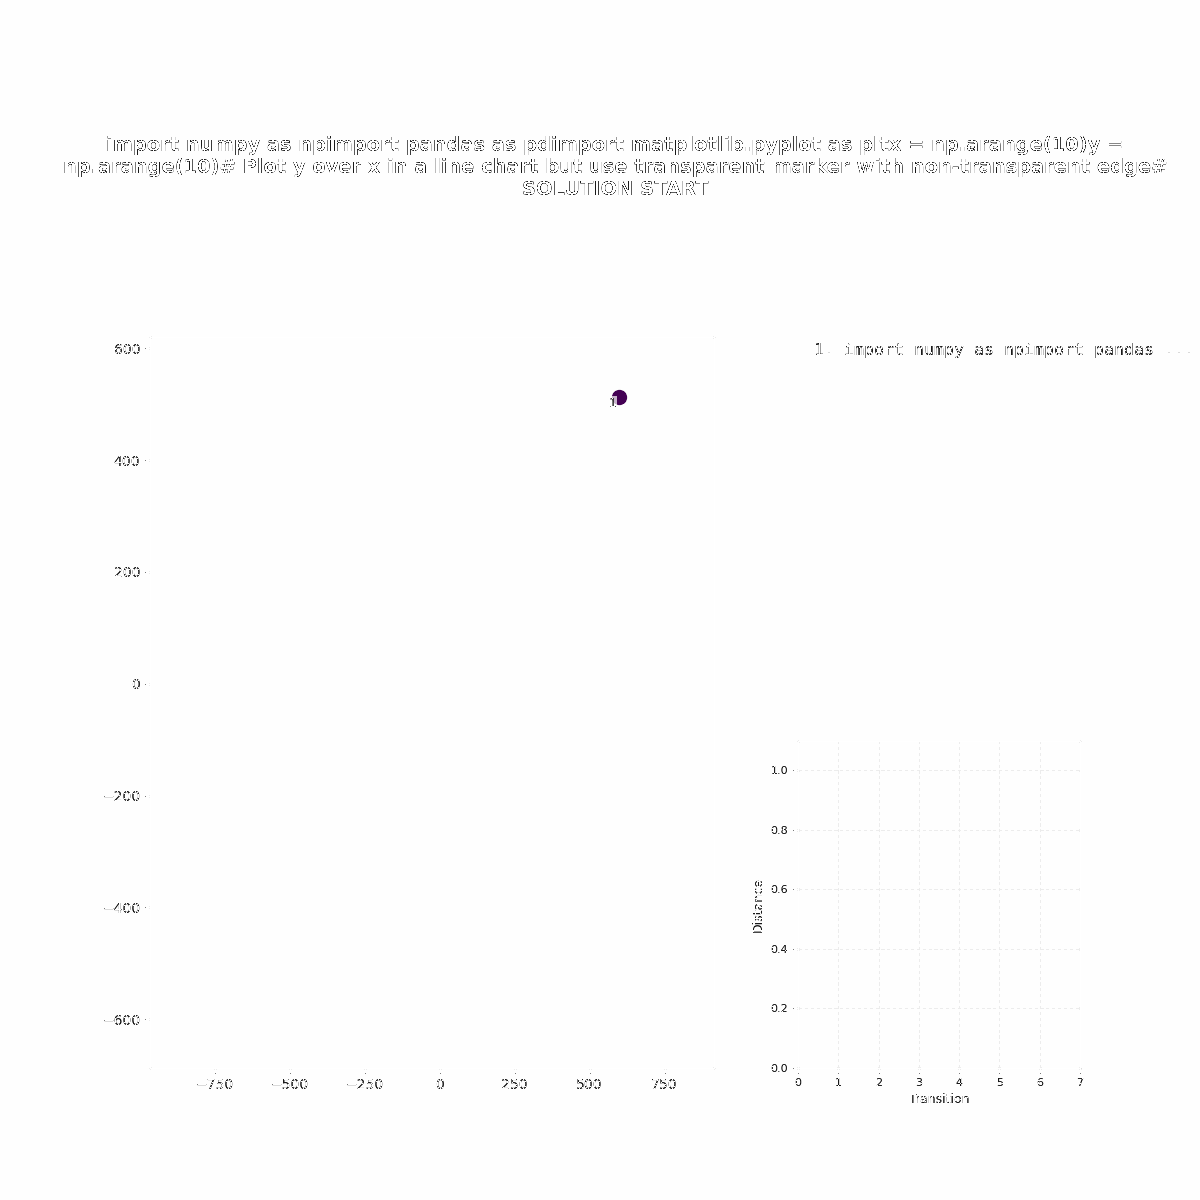 import numpy as npimport pandas as pdimport matplotlib.pyplot as pltx = np.arange(10)y =
np.arange(10)# Plot y over x in a line chart but use transparent marker with non-transparent edge#
SOLUTION START
600
1. import numpy as npimport pandas ...
1
400
200
0
−200
−400
−600
−750 −500 −250 0 250 500 750
1.0
0.8
0.6
0.4
0.2
0.0
Distance
0 1 2 3 4 5 6 7
Transition